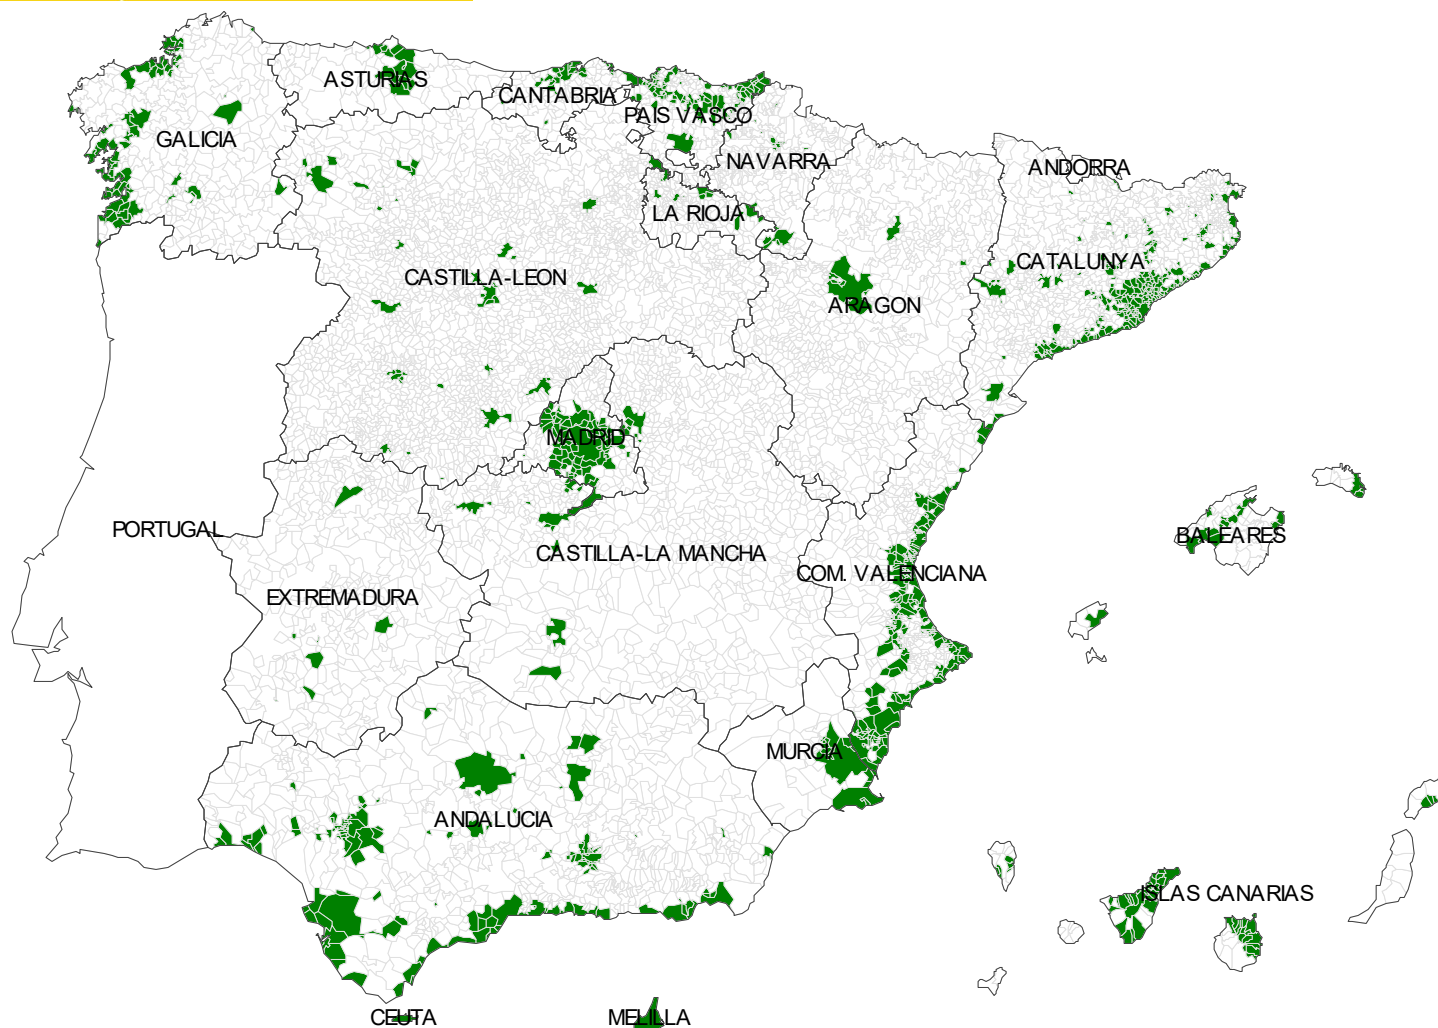 ASTURIAS
CANTABRIA
PAIS VASCO
GALICIA
NAVARRA
ANDORRA
LA RIOJA
CATALUNYA
CASTILLA-LEON
ARAGON
MADRID
PORTUGAL
BALEARES
CASTILLA-LA MANCHA
COM. VALENCIANA
EXTREMADURA
MURCIA
ANDALUCIA
ISLAS CANARIAS
CEUTA
MELILLA